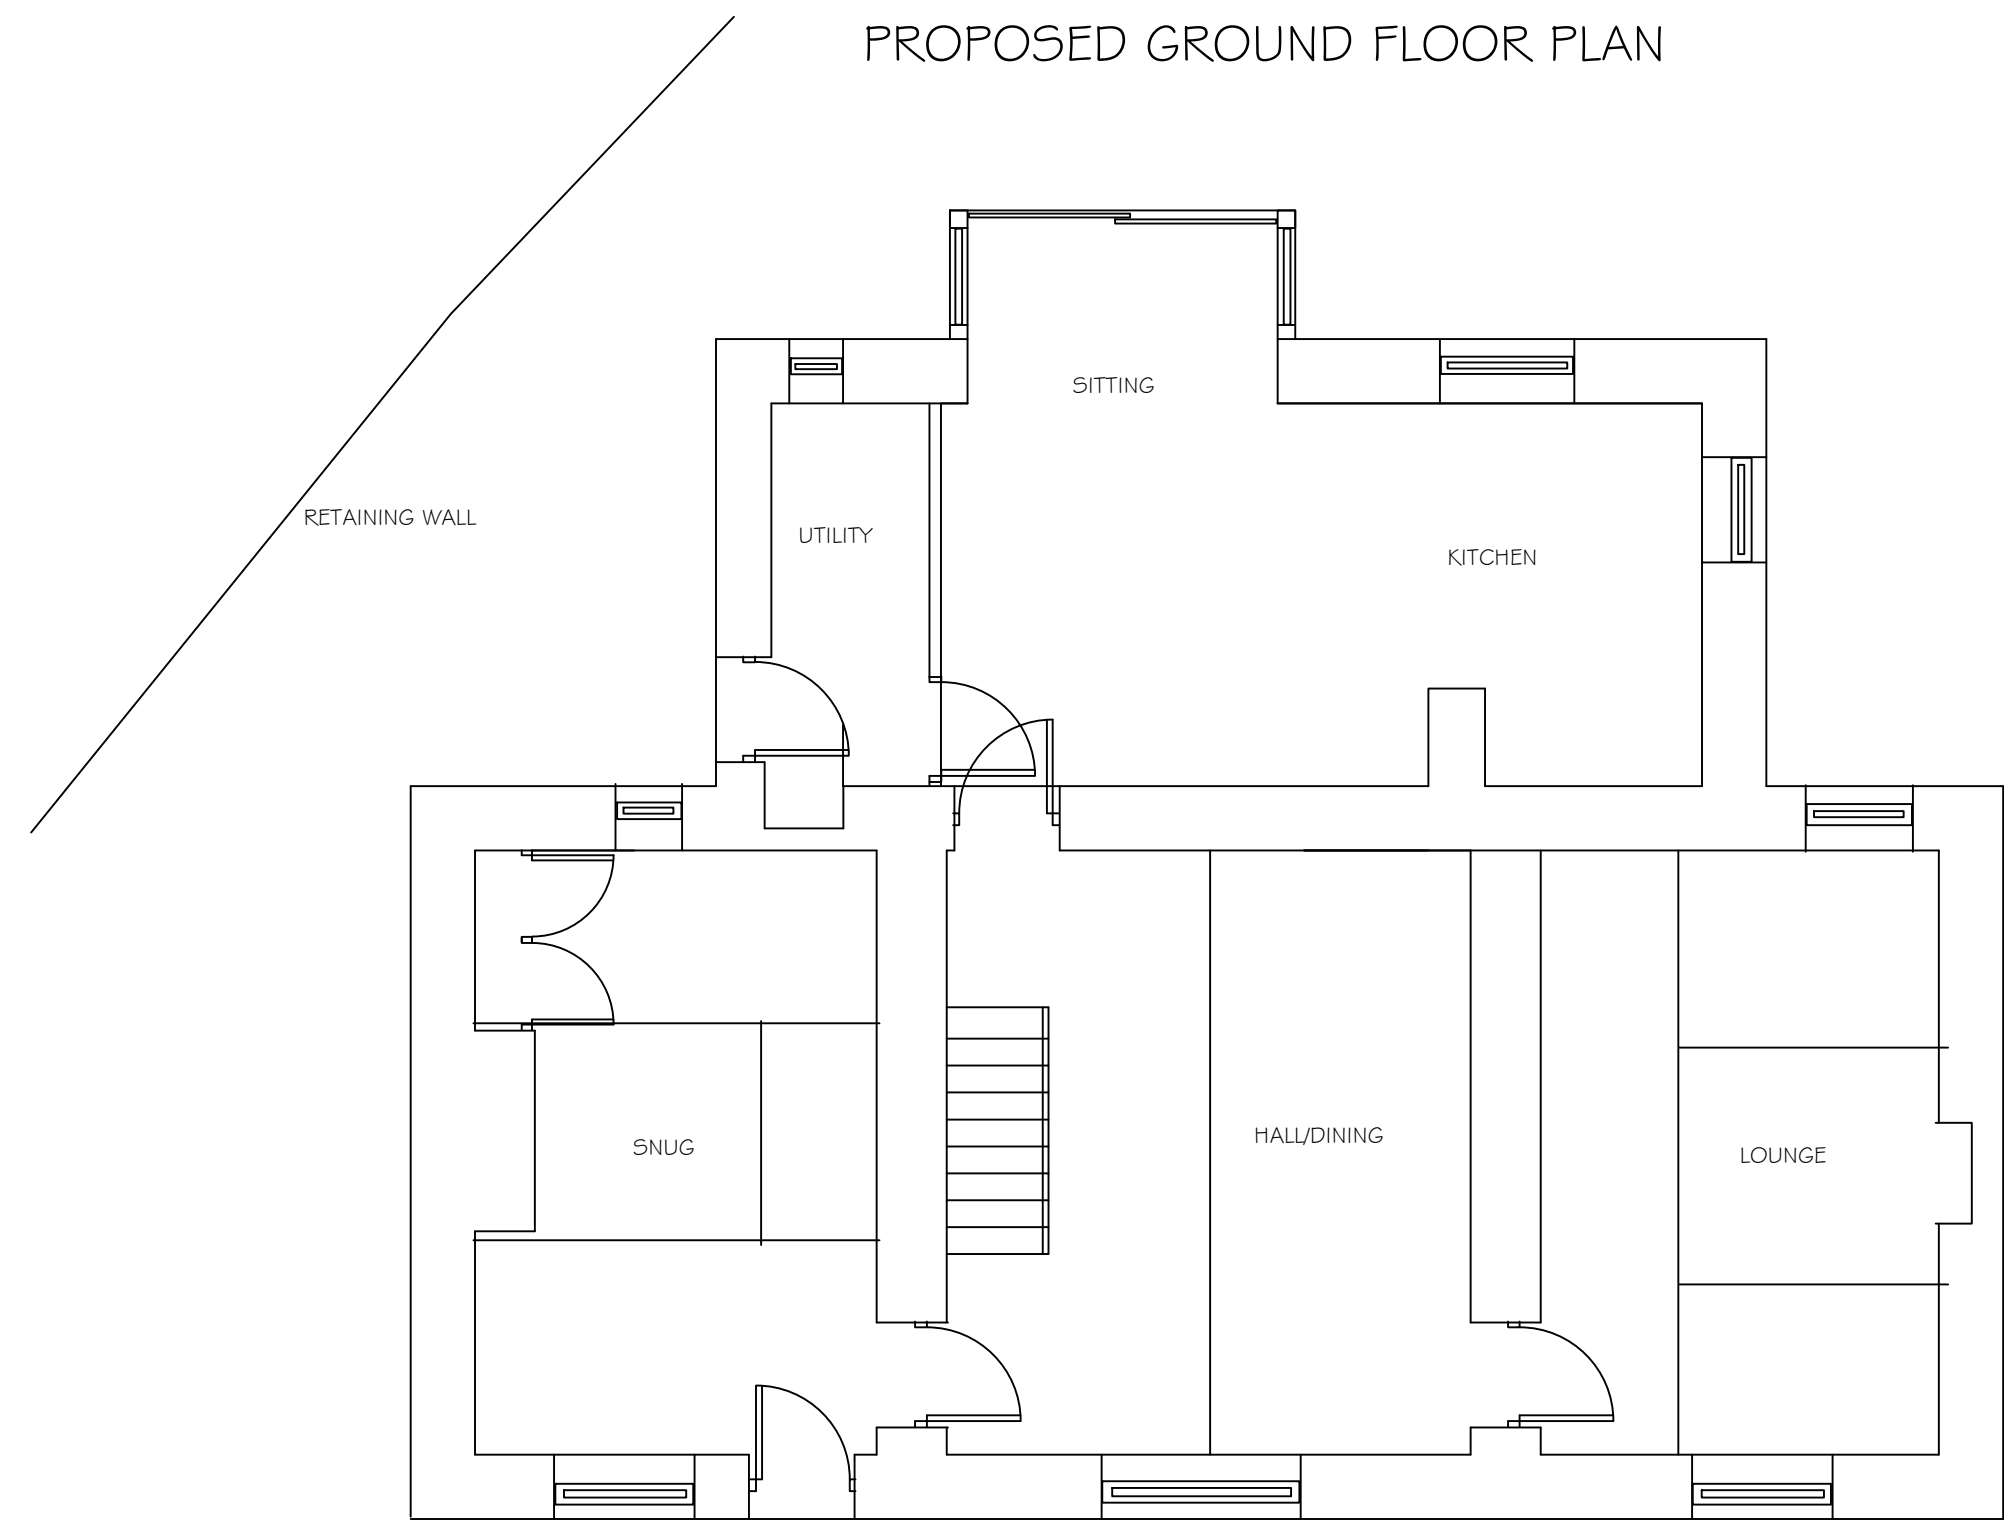 PROPOSED GROUND FLOOR PLAN
SITTING
RETAINING WALL
UTILITY
KITCHEN
SNUG
HALL/DINING
LOUNGE